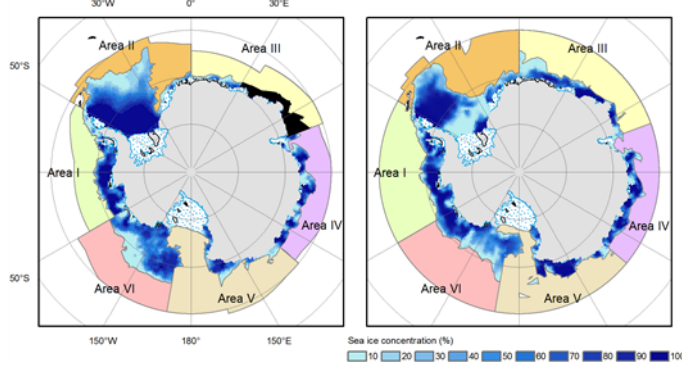 30°W 0° 30°E
Area II Area III Area II Area III
50°S 50°S
Area I Area I
Area IV Area IV
50°S 50°S
Area VI Area V Area VI Area V
150°W 180° 150°E
Sea ice concentration (%)
10 20 30 40 50 60 70 80 90 100